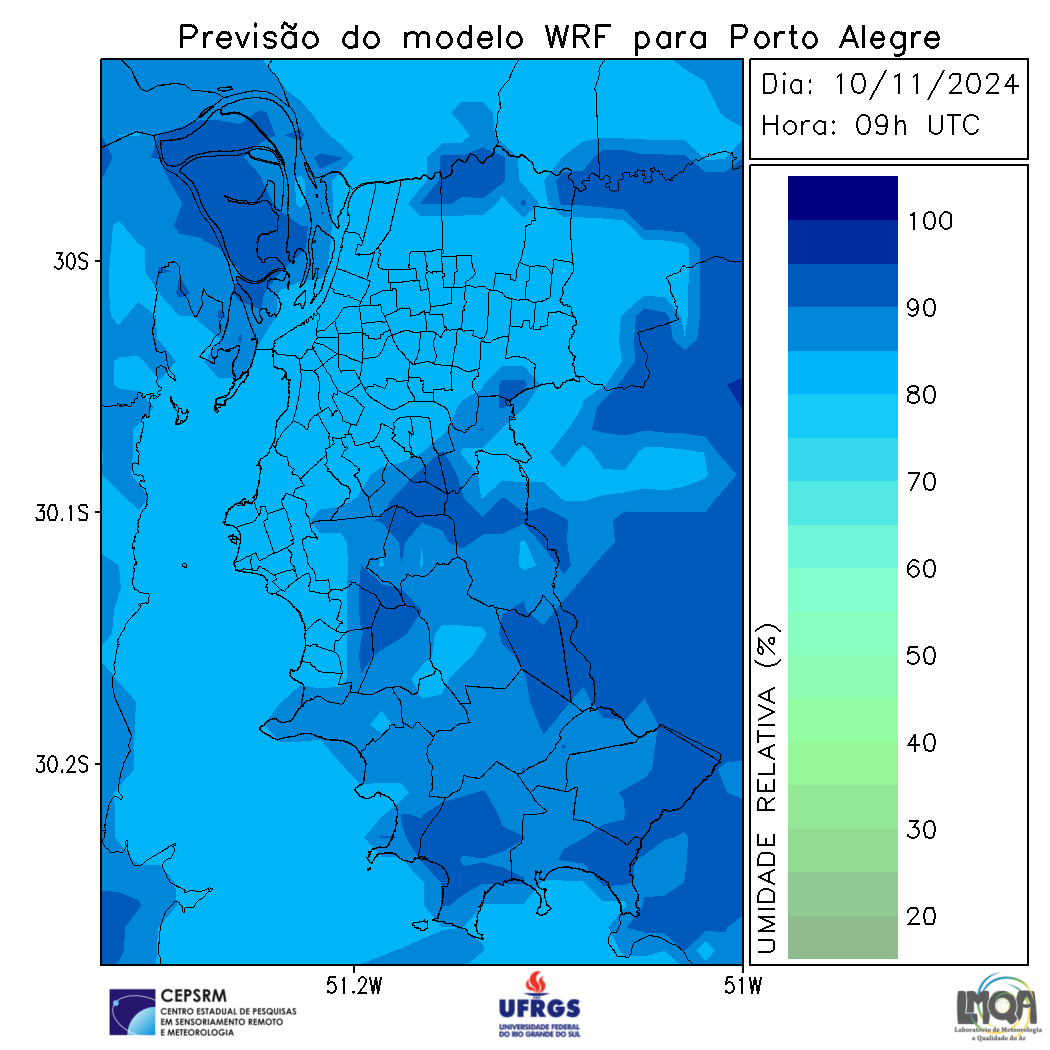 Previsão do modelo WRF para Porto Alegre
Dia: 10/11/2024
Hora: 09h UTC
30S
30.1S
30.2S
51.2W
51W
UMIDADE RELATIVA (%)
100
90
80
70
60
50
40
30
20
CEPSRM
CENTRO ESTADUAL DE PESQUISAS
EM SENSORIAMENTO REMOTO
E METEOROLOGIA
UFRGS
UNIVERSIDADE FEDERAL
DO RIO GRANDE DO SUL
LMQA
Laboratório de Meteorologia
e Qualidade do Ar